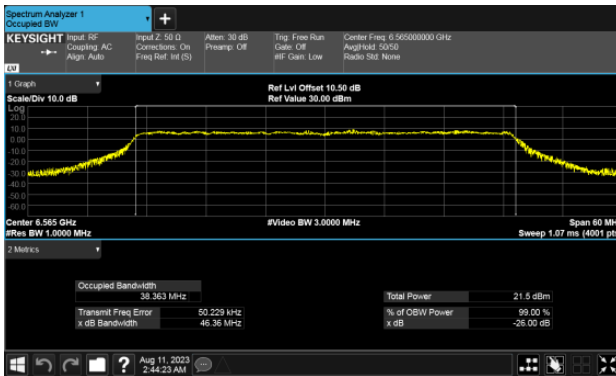 Spectrum Analyzer 1
Occupied BW
KEYSIGHT
Input: RF
Coupling: AC
Align: Auto
Input Z: 50 Ω
Corrections: On
Freq Ref: Int (S)
Atten: 30 dB
Preamp: Off
Trig: Free Run
Gate: Off
#IF Gain: Low
Center Freq: 6.565000000 GHz
Avg|Hold: 50/50
Radio Std: None
LXI
1 Graph
Scale/Div 10.0 dB
Ref Lvl Offset 10.50 dB
Ref Value 30.00 dBm
Log
20.0
10.0
0.00
-10.0
-20.0
-30.0
-40.0
-50.0
-60.0
Center 6.565 GHz
#Res BW 1.0000 MHz
#Video BW 3.0000 MHz
Span 60 MH
Sweep 1.07 ms (4001 pts
2 Metrics
Occupied Bandwidth
38.363 MHz
Transmit Freq Error 50.229 kHz
x dB Bandwidth 46.36 MHz
Total Power 21.5 dBm
% of OBW Power 99.00 %
x dB -26.00 dB
Aug 11, 2023
2:44:23 AM